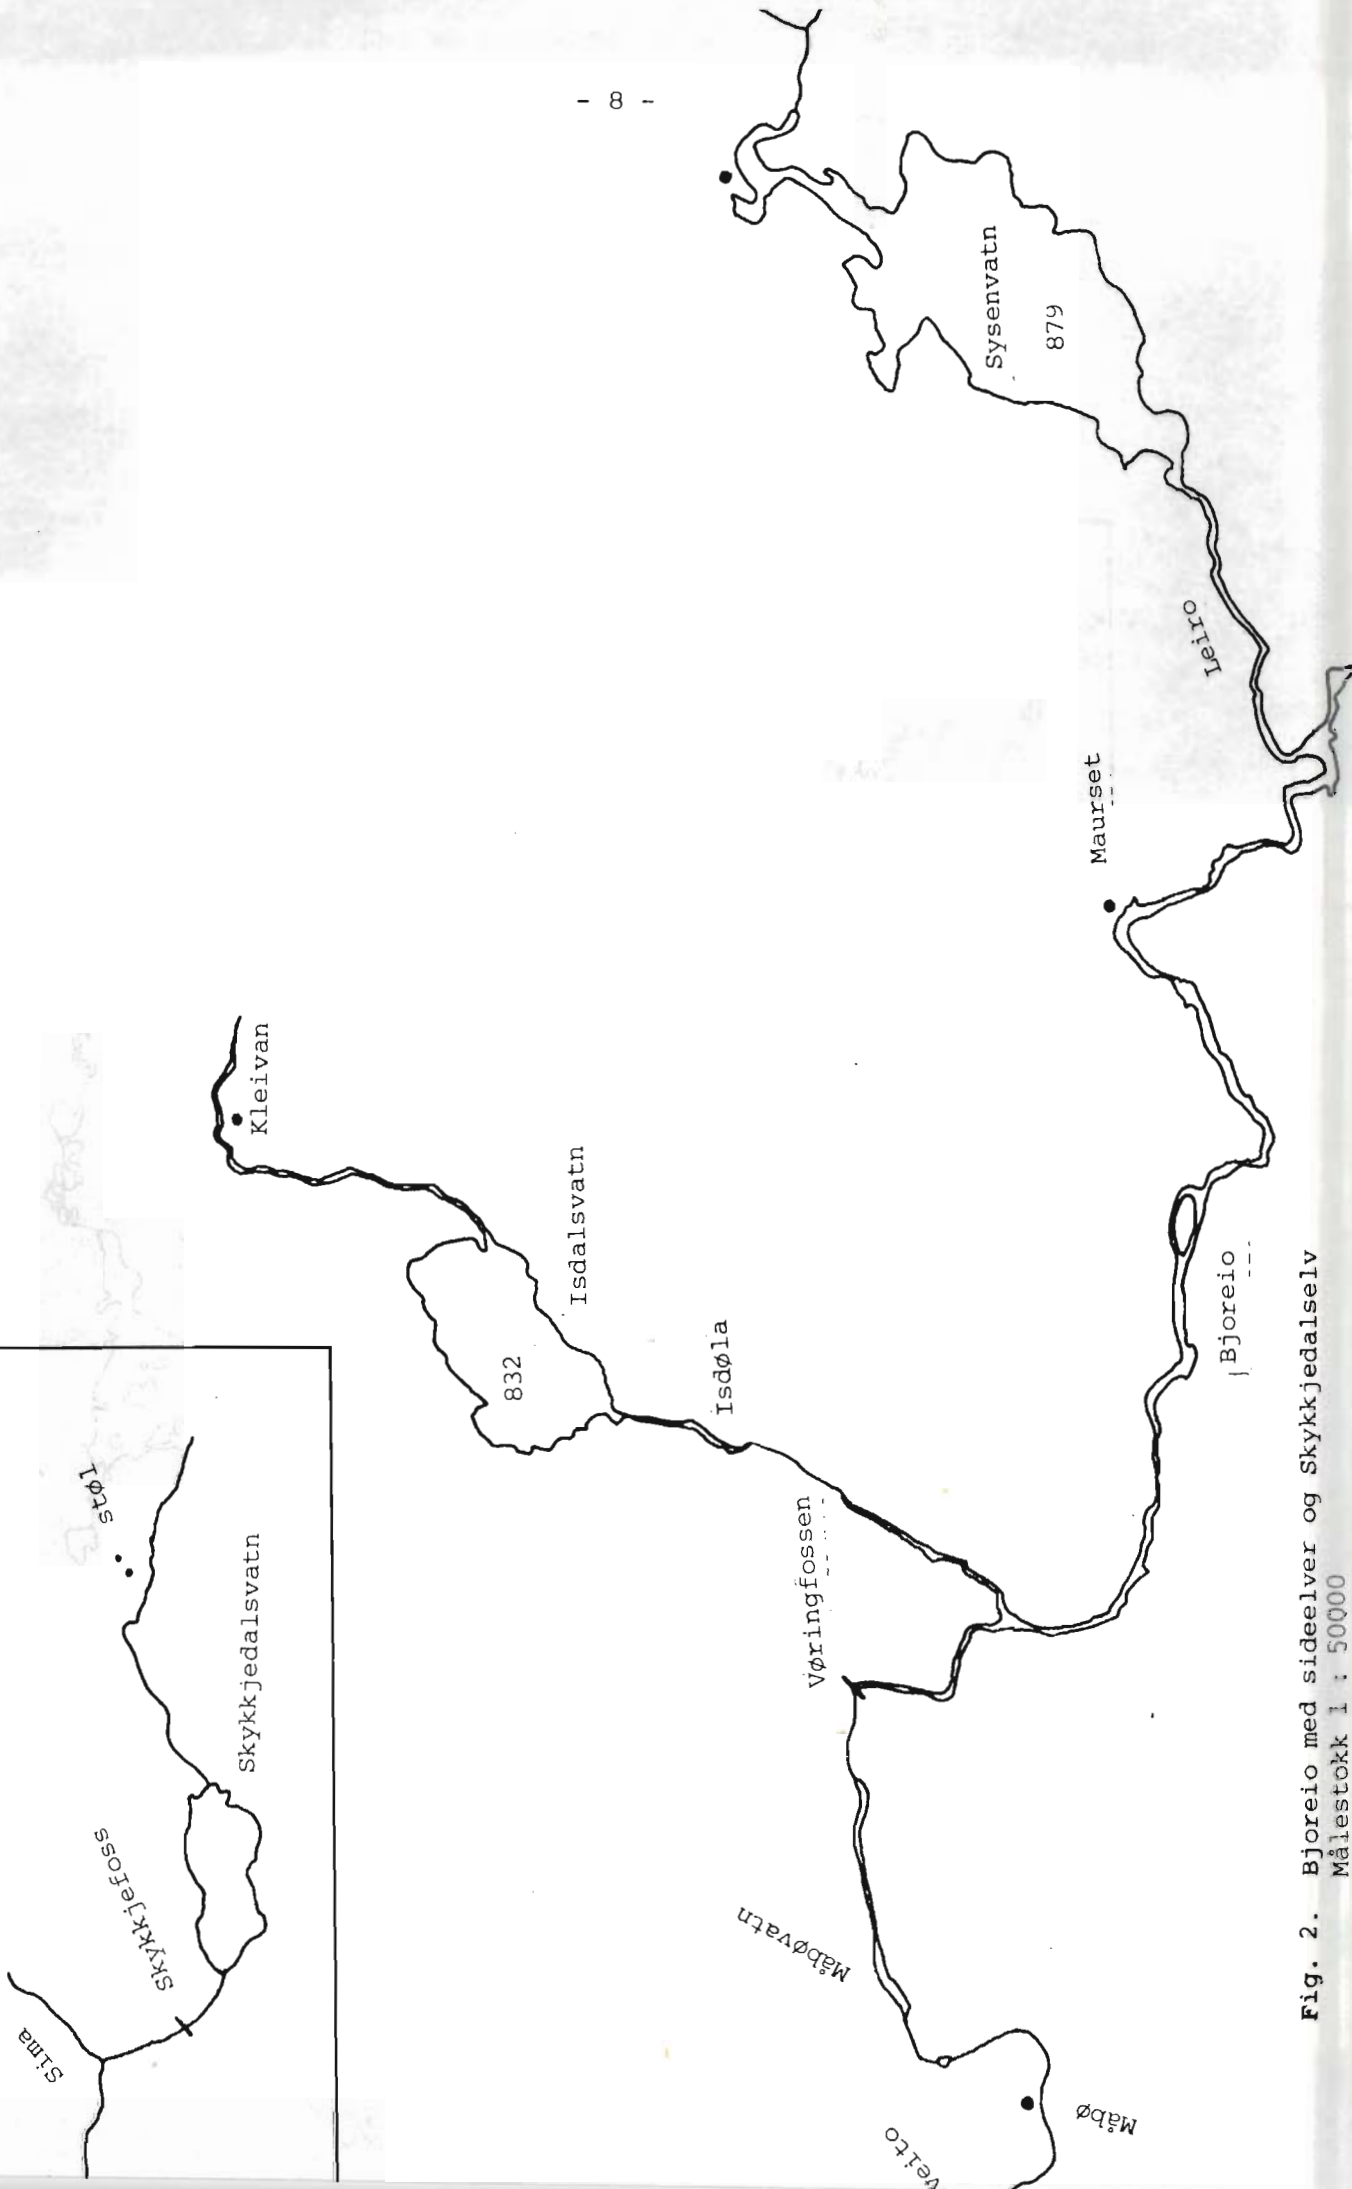 - 8 -
Sima
Skykkjefoss
støl
Skykkjedalsvatn
Kleivan
832
Isdalsvatn
Isdøla
Sysenvatn
879
Leiro
Maurset
Vøringfossen
Bjoreio
Måbøvatn
Måbø
Veito
Fig. 2. Bjoreio med sideelver og Skykkjedalselv
Målestokk 1 : 50000